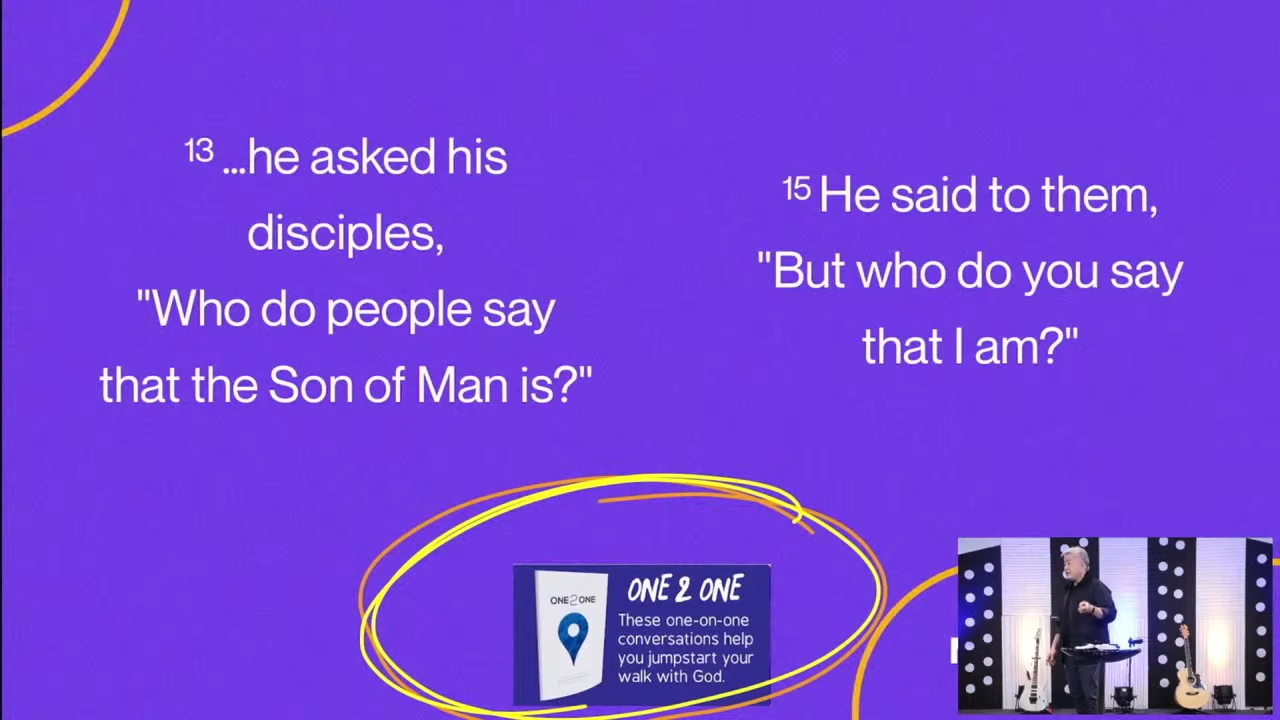 13 ...he asked his
disciples,
"Who do people say
that the Son of Man is?"
15 He said to them,
"But who do you say
that I am?"
ONE2ONE
ONE 2 ONE
These one-on-one
conversations help
you jumpstart your
walk with God.